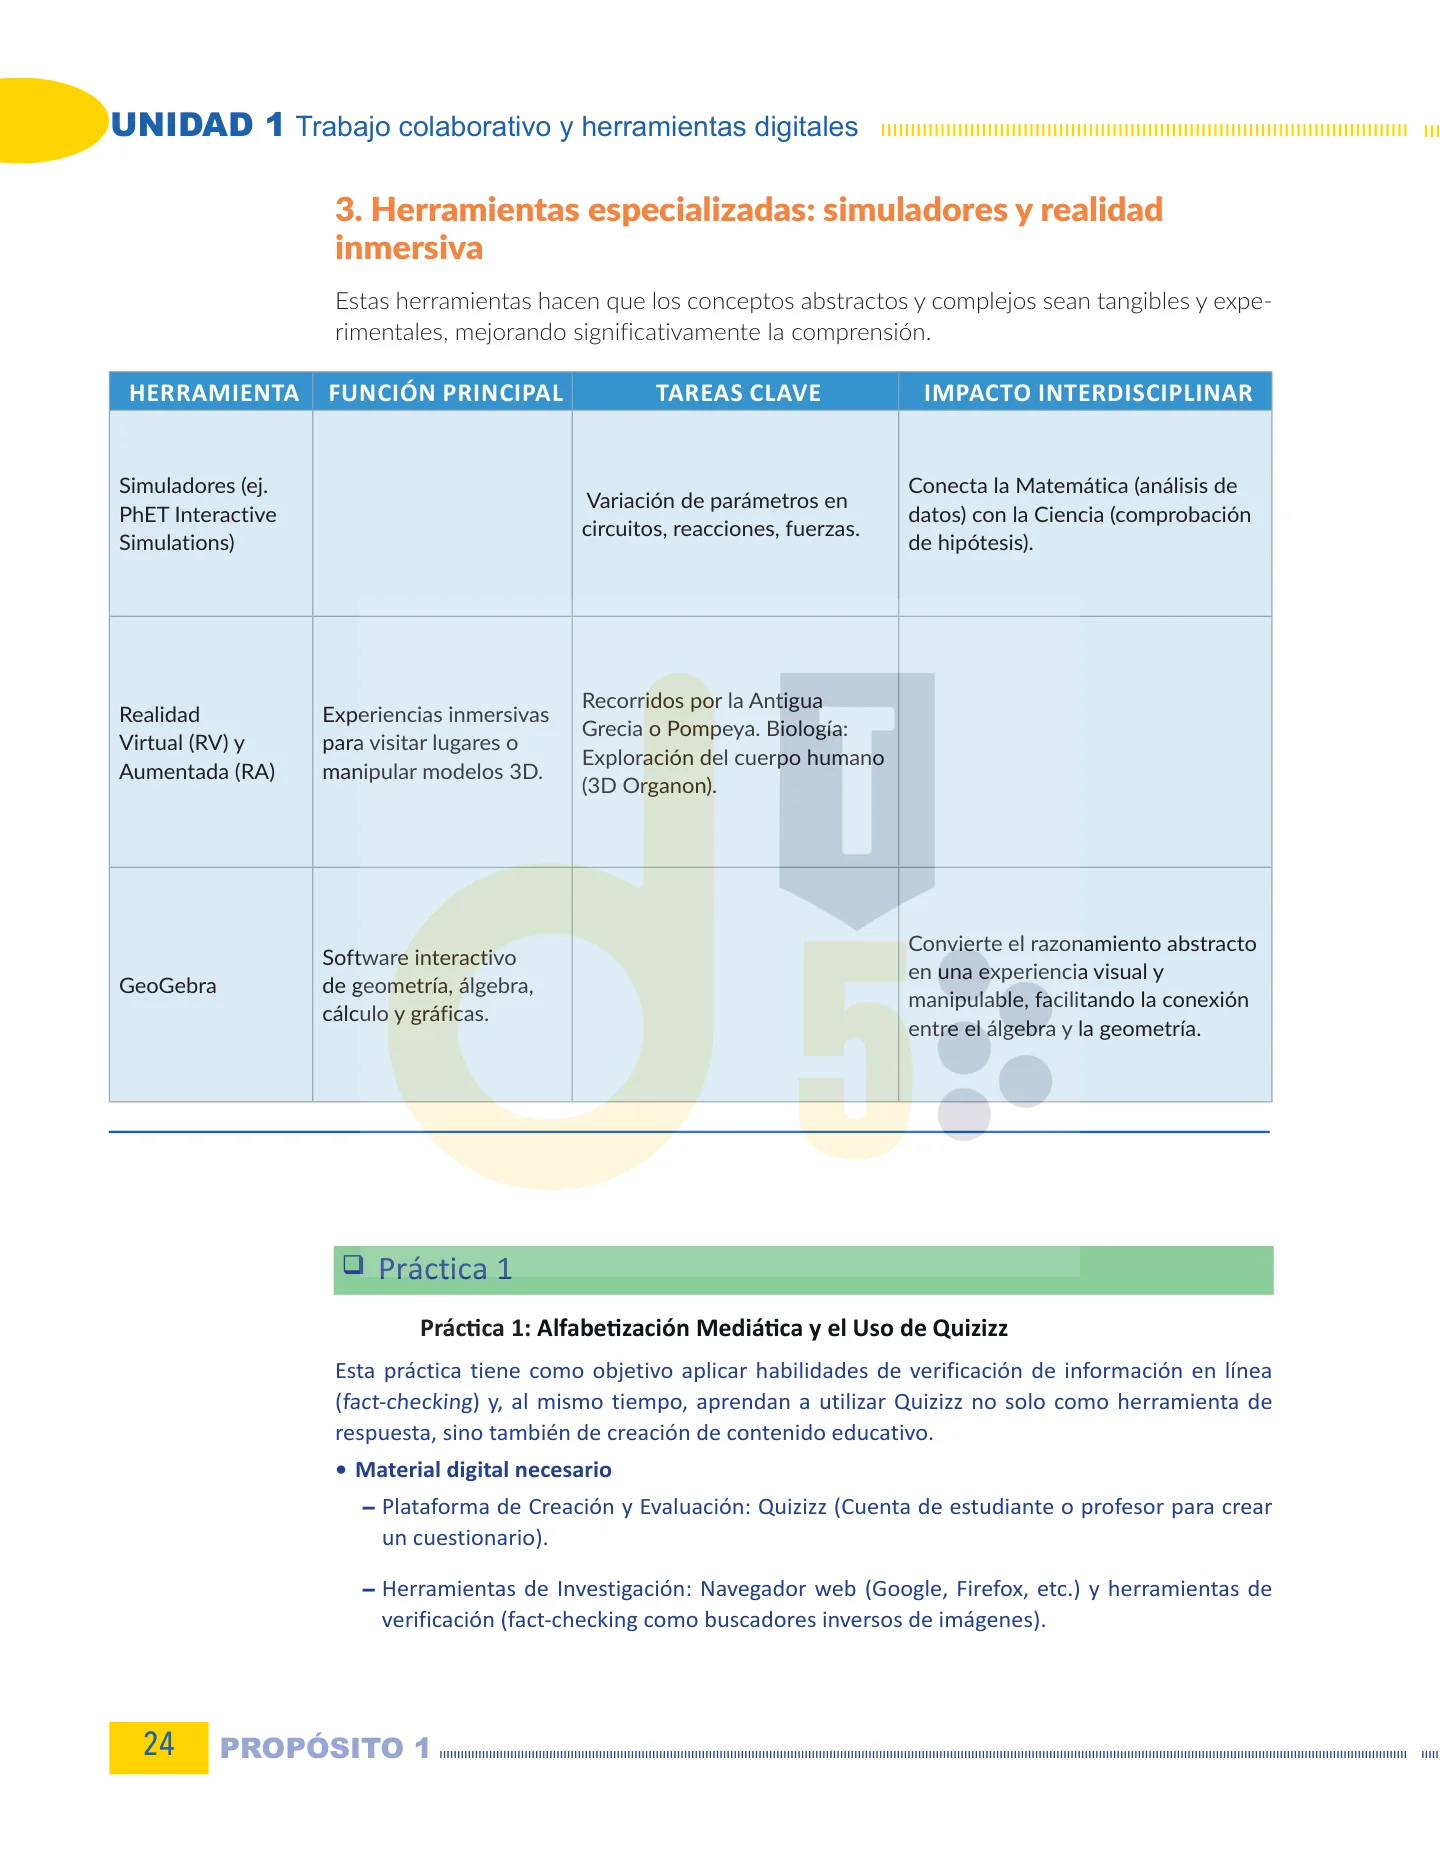 UNIDAD 1 Trabajo colaborativo y herramientas digitales
3. Herramientas especializadas: simuladores y realidad
inmersiva
Estas herramientas hacen que los conceptos abstractos y complejos sean tangibles y expe-
rimentales, mejorando significativamente la comprensión.
HERRAMIENTA FUNCIÓN PRINCIPAL TAREAS CLAVE IMPACTO INTERDISCIPLINAR
Simuladores (ej.
PhET Interactive
Simulations)
Variación de parámetros en
circuitos, reacciones, fuerzas.
Conecta la Matemática (análisis de
datos) con la Ciencia (comprobación
de hipótesis).
Realidad
Virtual (RV) y
Aumentada (RA)
Experiencias inmersivas
para visitar lugares o
manipular modelos 3D.
Recorridos por la Antigua
Grecia o Pompeya. Biología:
Exploración del cuerpo humano
(3D Organon).
GeoGebra
Software interactivo
de geometría, álgebra,
cálculo y gráficas.
Convierte el razonamiento abstracto
en una experiencia visual y
manipulable, facilitando la conexión
entre el álgebra y la geometría.
dT5
❑ Práctica 1
Práctica 1: Alfabetización Mediática y el Uso de Quizizz
Esta práctica tiene como objetivo aplicar habilidades de verificación de información en línea
(fact-checking) y, al mismo tiempo, aprendan a utilizar Quizizz no solo como herramienta de
respuesta, sino también de creación de contenido educativo.
• Material digital necesario
– Plataforma de Creación y Evaluación: Quizizz (Cuenta de estudiante o profesor para crear
un cuestionario).
– Herramientas de Investigación: Navegador web (Google, Firefox, etc.) y herramientas de
verificación (fact-checking como buscadores inversos de imágenes).
24 PROPÓSITO 1